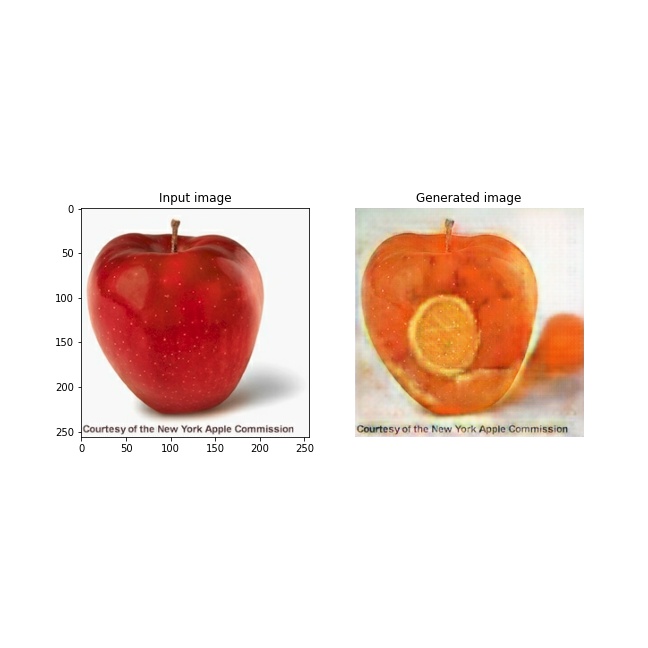 Input image
Generated image
0
50
100
150
200
250
0 50 100 150 200 250
Courtesy of the New York Apple Commission
Courtesy of the New York Apple Commission